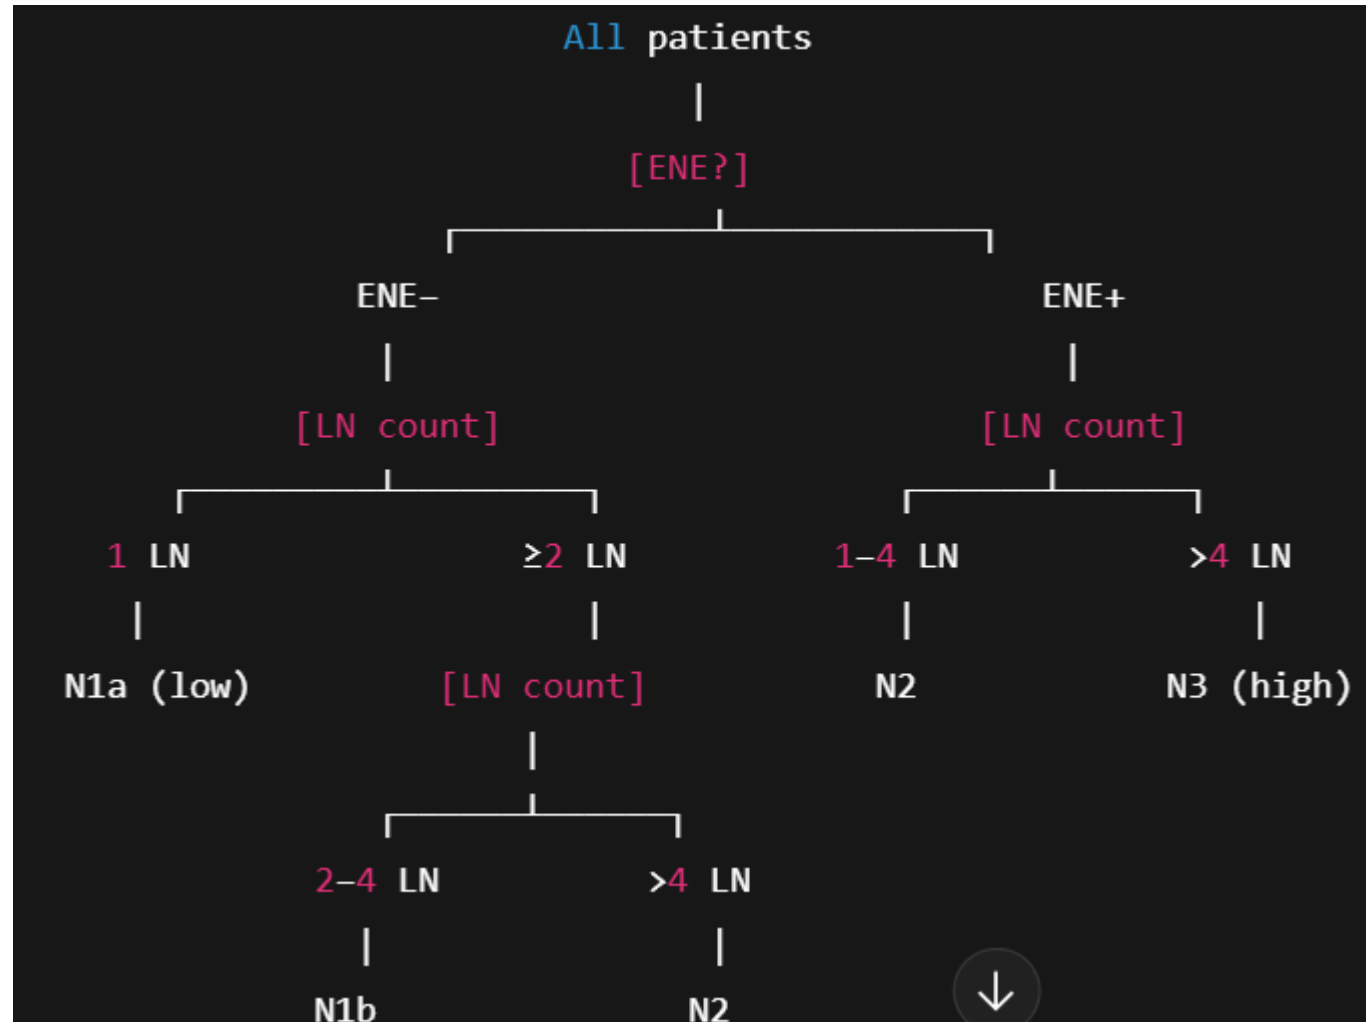 All patients
[ENE?]
ENE– ENE+
[LN count] [LN count]
1 LN ≥2 LN 1–4 LN >4 LN
N1a (low) [LN count] N2 N3 (high)
2–4 LN >4 LN
N1b N2